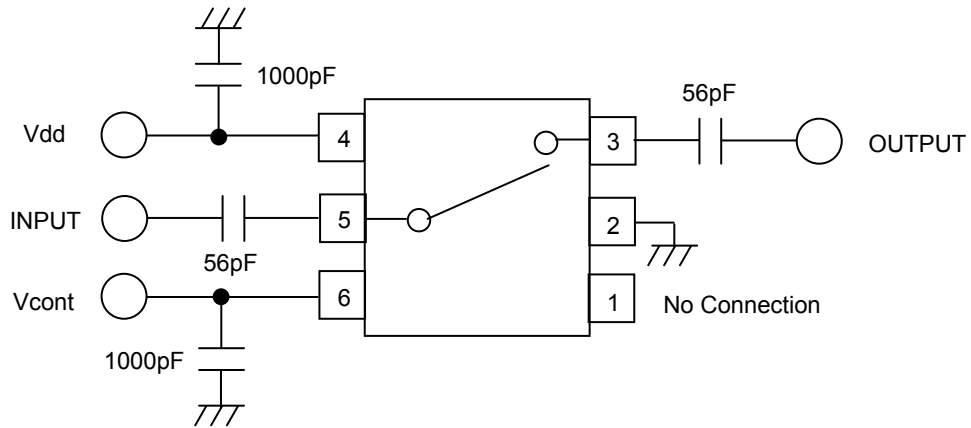 1000pF
56pF
Vdd
4
3
OUTPUT
INPUT
5
2
56pF
Vcont
6
1
No Connection
1000pF